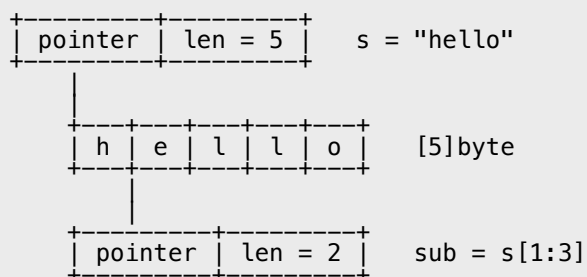 pointer | len = 5 s = "hello"
h | e | l | l | o [5]byte
pointer | len = 2 sub = s[1:3]